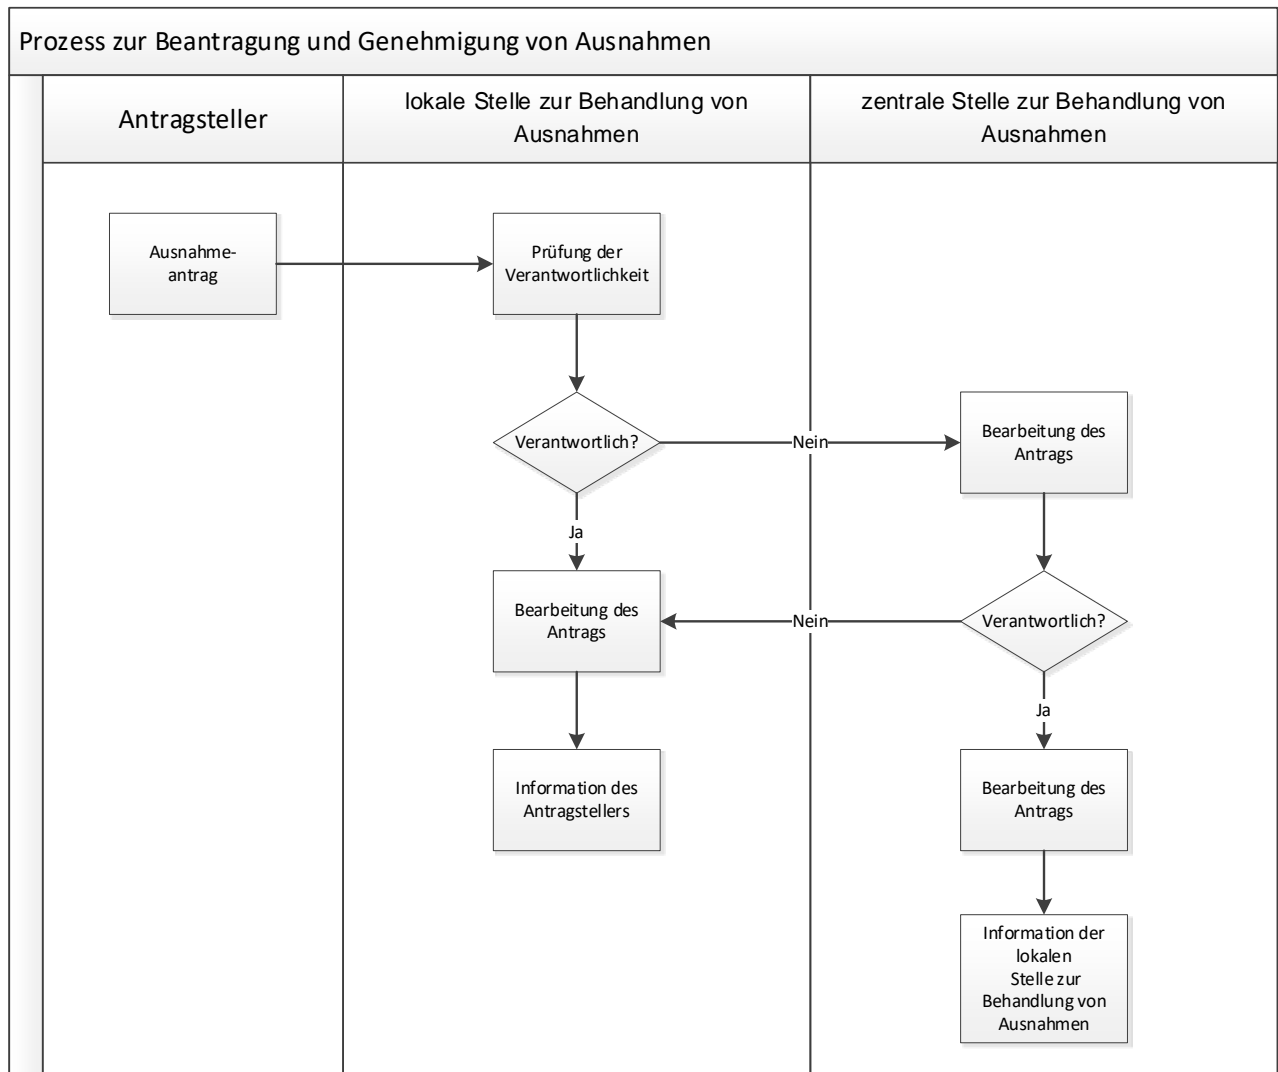 Prozess zur Beantragung und Genehmigung von Ausnahmen
Antragsteller
lokale Stelle zur Behandlung von
Ausnahmen
zentrale Stelle zur Behandlung von
Ausnahmen
Ausnahme-
antrag
Prüfung der
Verantwortlichkeit
Verantwortlich?
Nein
Bearbeitung des
Antrags
Ja
Bearbeitung des
Antrags
Nein
Verantwortlich?
Ja
Information des
Antragstellers
Bearbeitung des
Antrags
Information der
lokalen
Stelle zur
Behandlung von
Ausnahmen